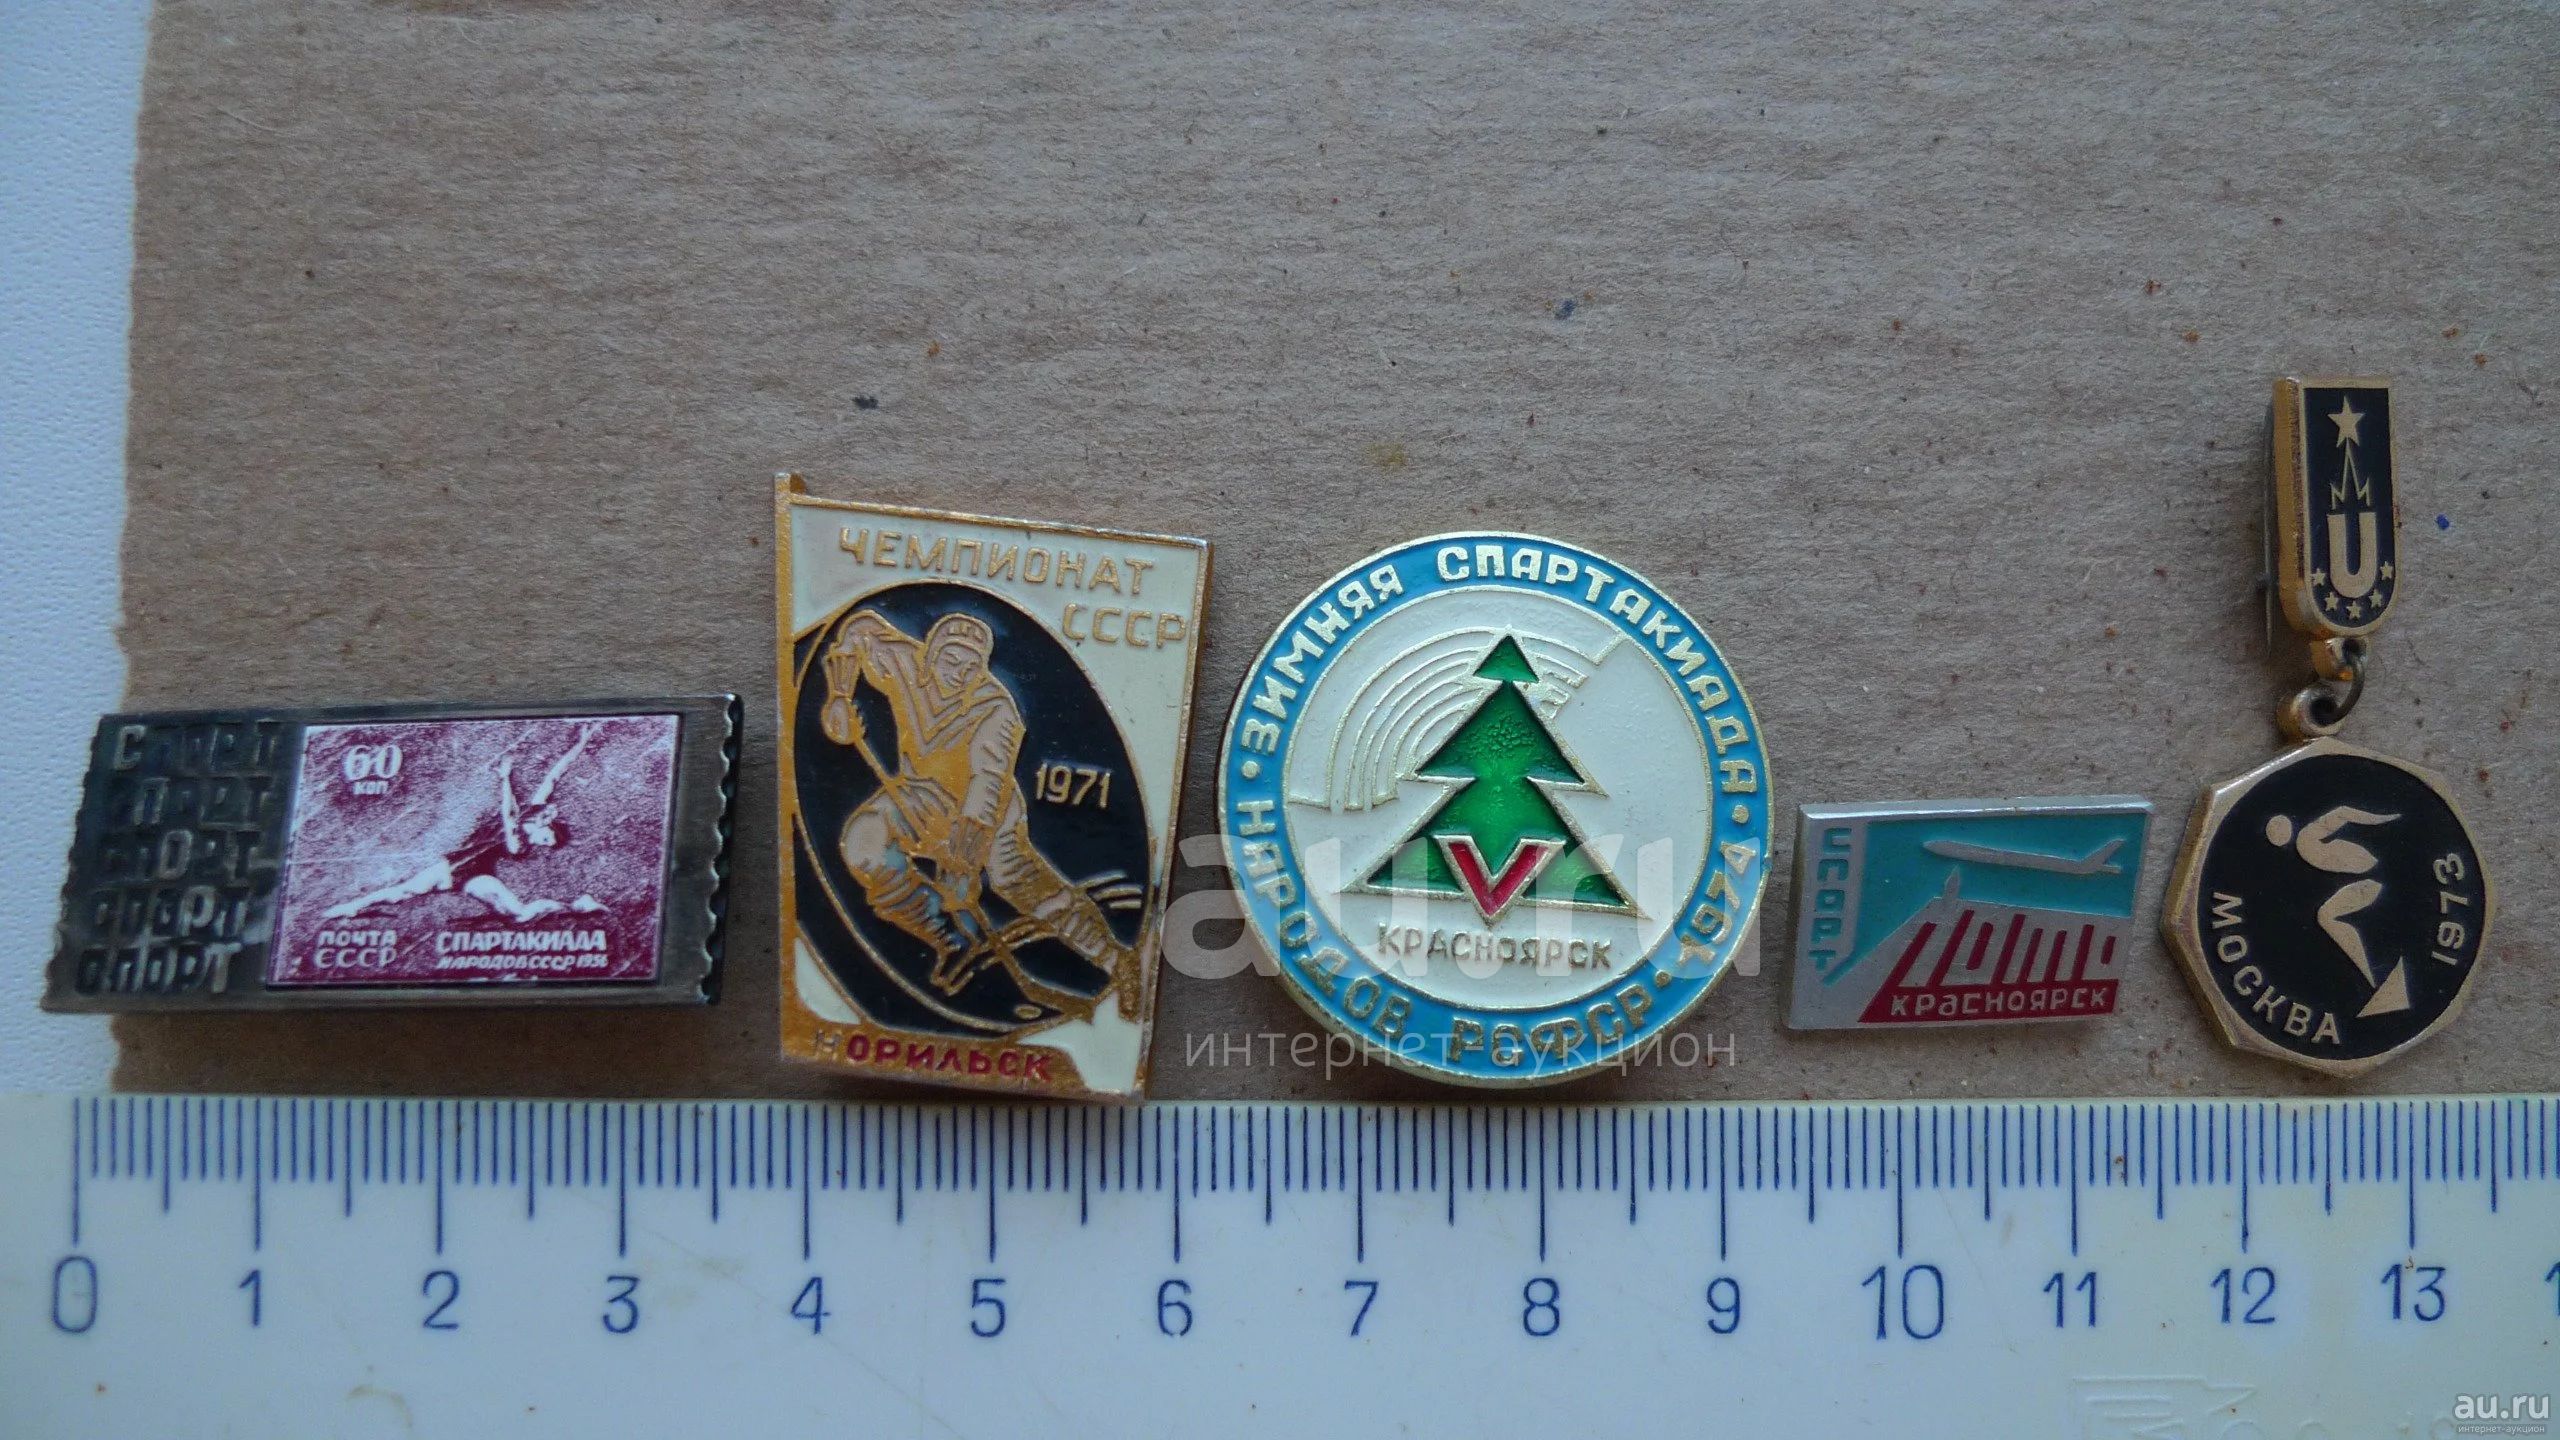 СПОРТ
СПОРТ
СПОРТ
СПОРТ
СПОРТ
60
КОП
ПОЧТА
СССР
СПАРТАКИАДА
НАРОДОВ СССР 1956
ЧЕМПИОНАТ
СССР
1971
НОРИЛЬСК
ЗИМНЯЯ СПАРТАКИАДА • 1974 •
НАРОДОВ РСФСР
V
КРАСНОЯРСК
СПОРТ
КРАСНОЯРСК
U
МОСКВА
1973
au.ru
интернет-аукцион
0 1 2 3 4 5 6 7 8 9 10 11 12 13
au.ru
интернет-аукцион